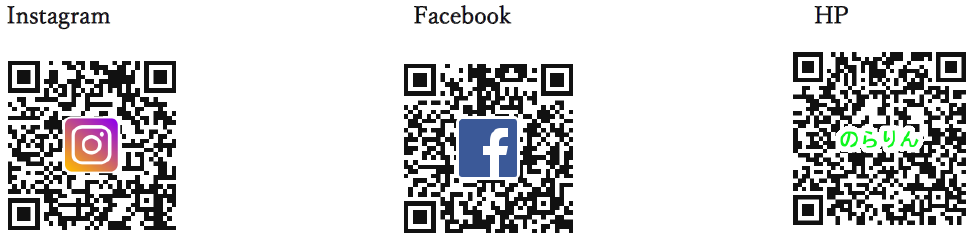 Instagram
Facebook
HP
のらりん